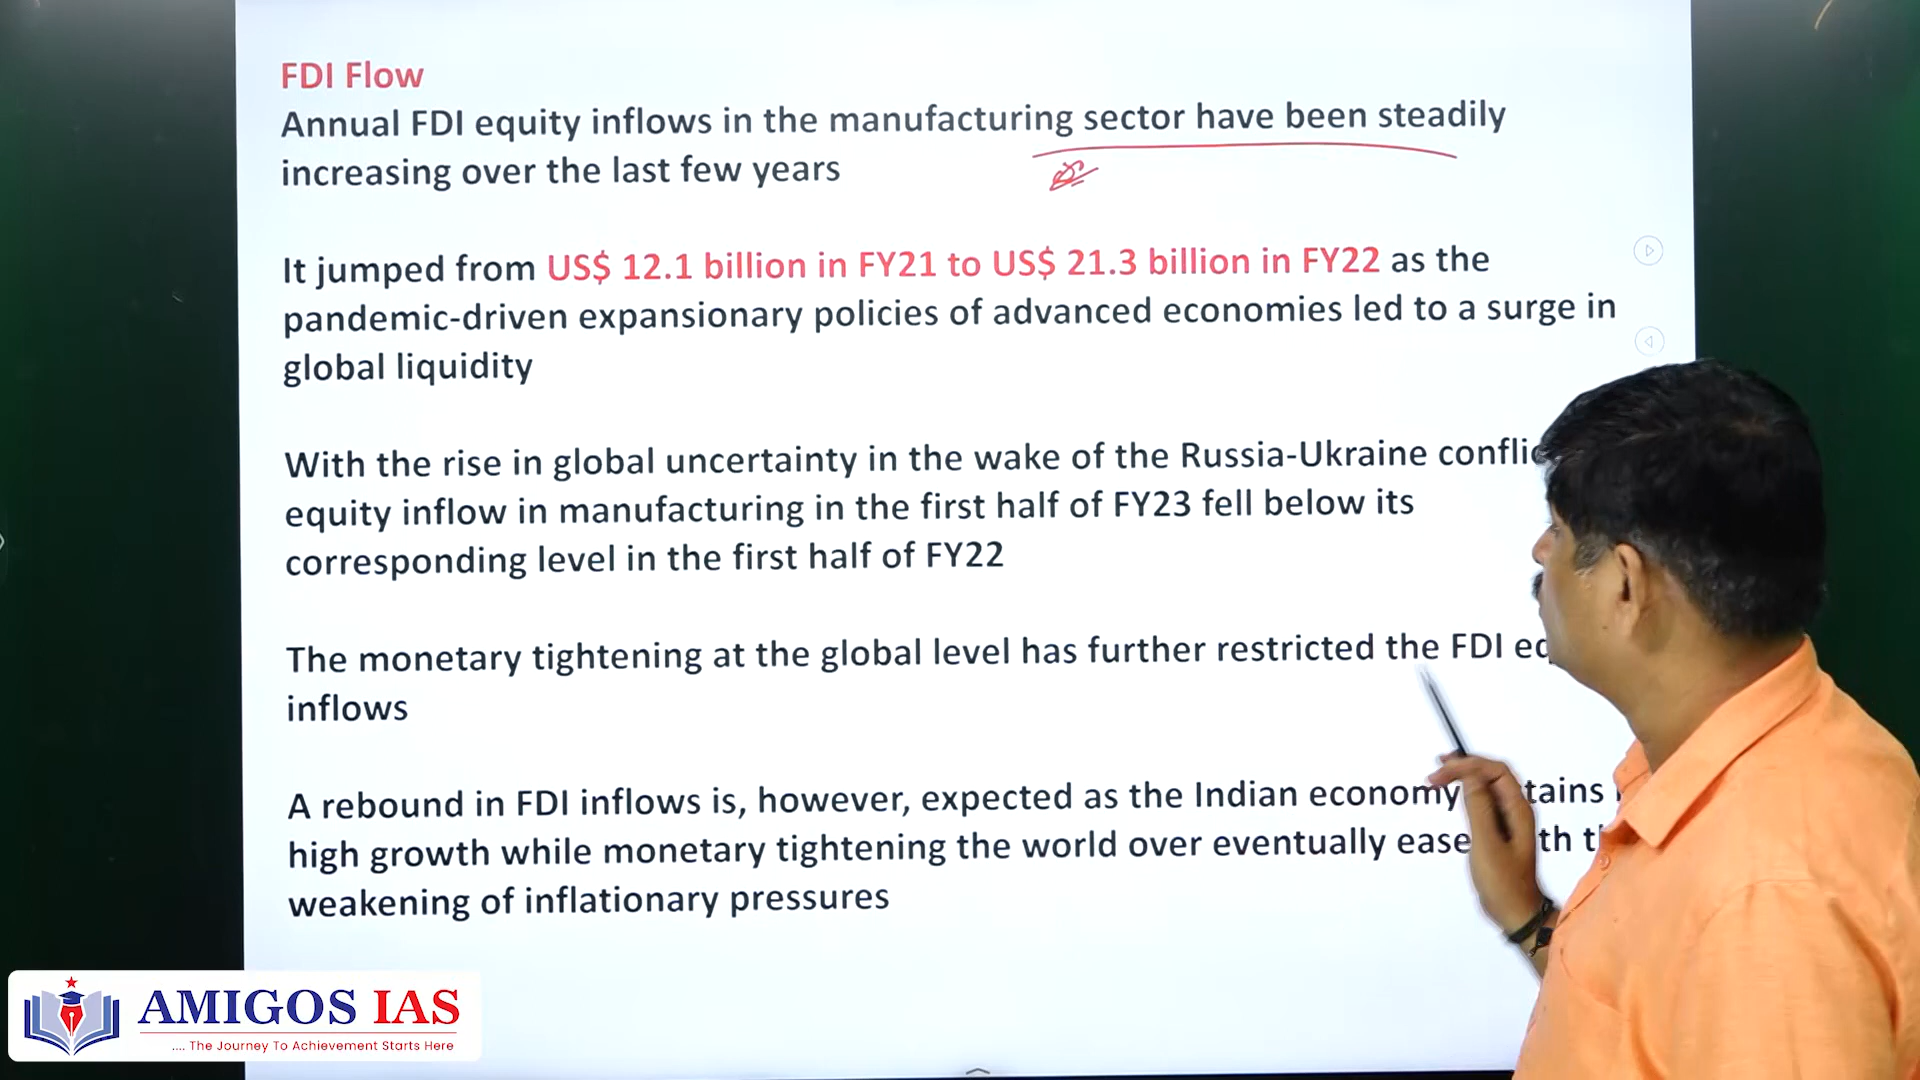 FDI Flow
Annual FDI equity inflows in the manufacturing sector have been steadily
increasing over the last few years
It jumped from US$ 12.1 billion in FY21 to US$ 21.3 billion in FY22 as the
pandemic-driven expansionary policies of advanced economies led to a surge in
global liquidity
With the rise in global uncertainty in the wake of the Russia-Ukraine
equity inflow in manufacturing in the first half of FY23 fell below its
corresponding level in the first half of FY22
The monetary tightening at the global level has further restricted the FDI
inflows
A rebound in FDI inflows is, however, expected as the Indian economy
high growth while monetary tightening the world over eventually
weakening of inflationary pressures
AMIGOS IAS
.... The Journey To Achievement Starts Here